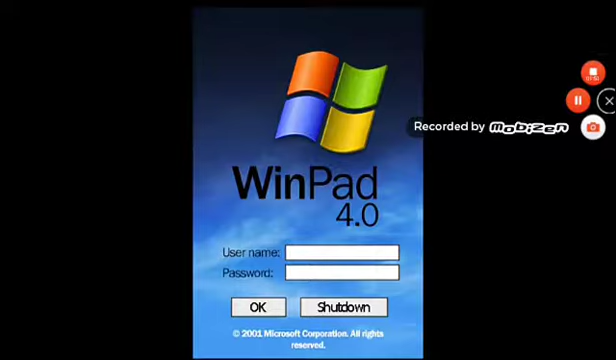 Recorded by mobizen
WinPad
4.0
User name:
Password:
OK
Shutdown
© 2001 Microsoft Corporation. All rights
reserved.